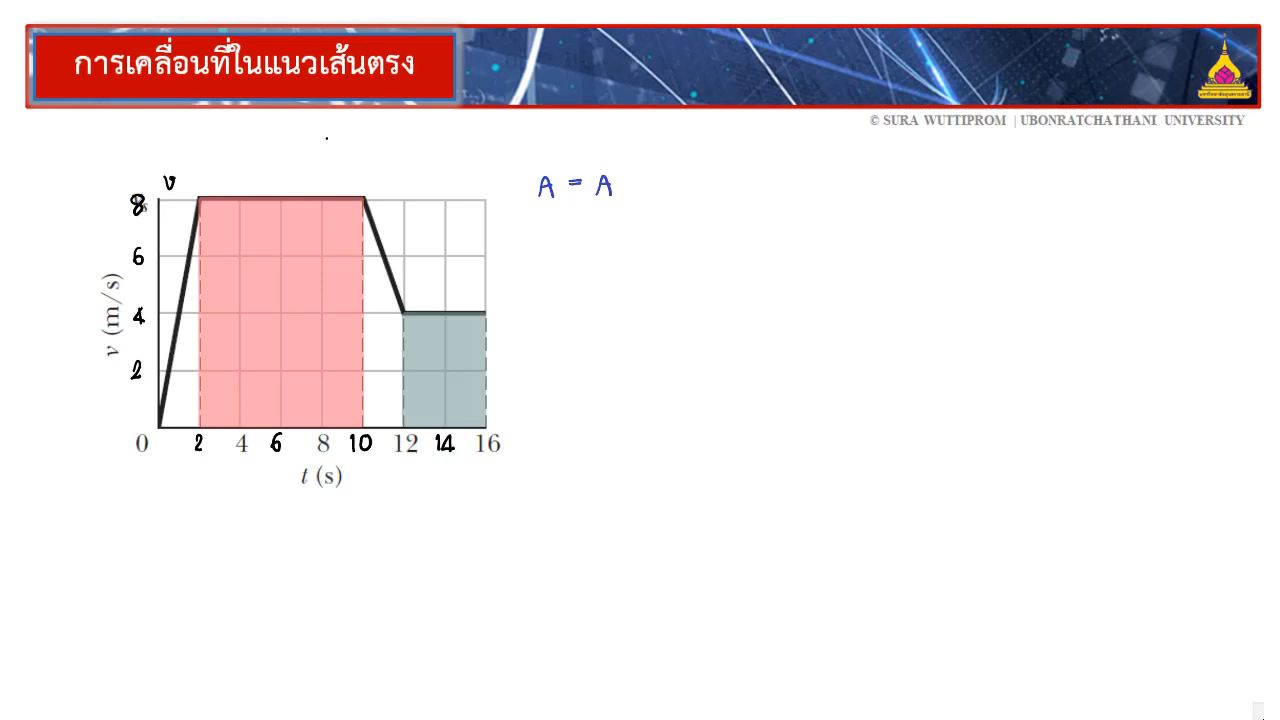 การเคลื่อนที่ในแนวเส้นตรง
© SURA WUTTIPROM | UBONRATCHATHANI UNIVERSITY
v
A = A
8
6
4
2
v (m/s)
0 2 4 6 8 10 12 14 16
t (s)